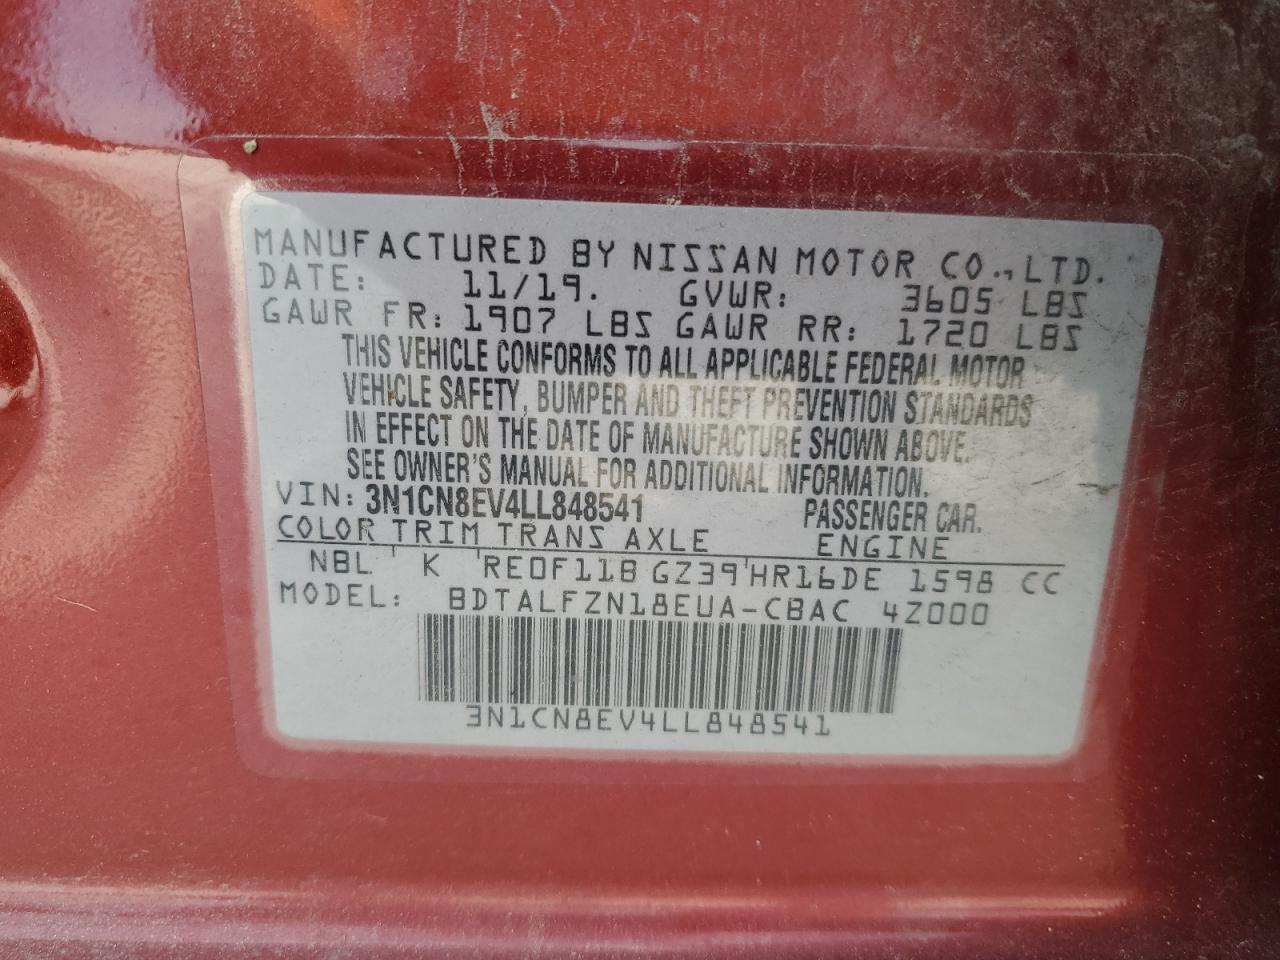 MANUFACTURED BY NISSAN MOTOR CO., LTD.
DATE: 11/19. GVWR: 3605 LBS
GAWR FR: 1907 LBS GAWR RR: 1720 LBS
THIS VEHICLE CONFORMS TO ALL APPLICABLE FEDERAL MOTOR
VEHICLE SAFETY, BUMPER AND THEFT PREVENTION STANDARDS
IN EFFECT ON THE DATE OF MANUFACTURE SHOWN ABOVE.
SEE OWNER'S MANUAL FOR ADDITIONAL INFORMATION.
VIN: 3N1CN8EV4LL848541 PASSENGER CAR.
COLOR TRIM TRANS AXLE ENGINE
NBL ' K 'RE0F11B GZ39'HR16DE 1598 CC
MODEL: BDTALFZN18EUA-CBAC 4Z000
3N1CN8EV4LL848541